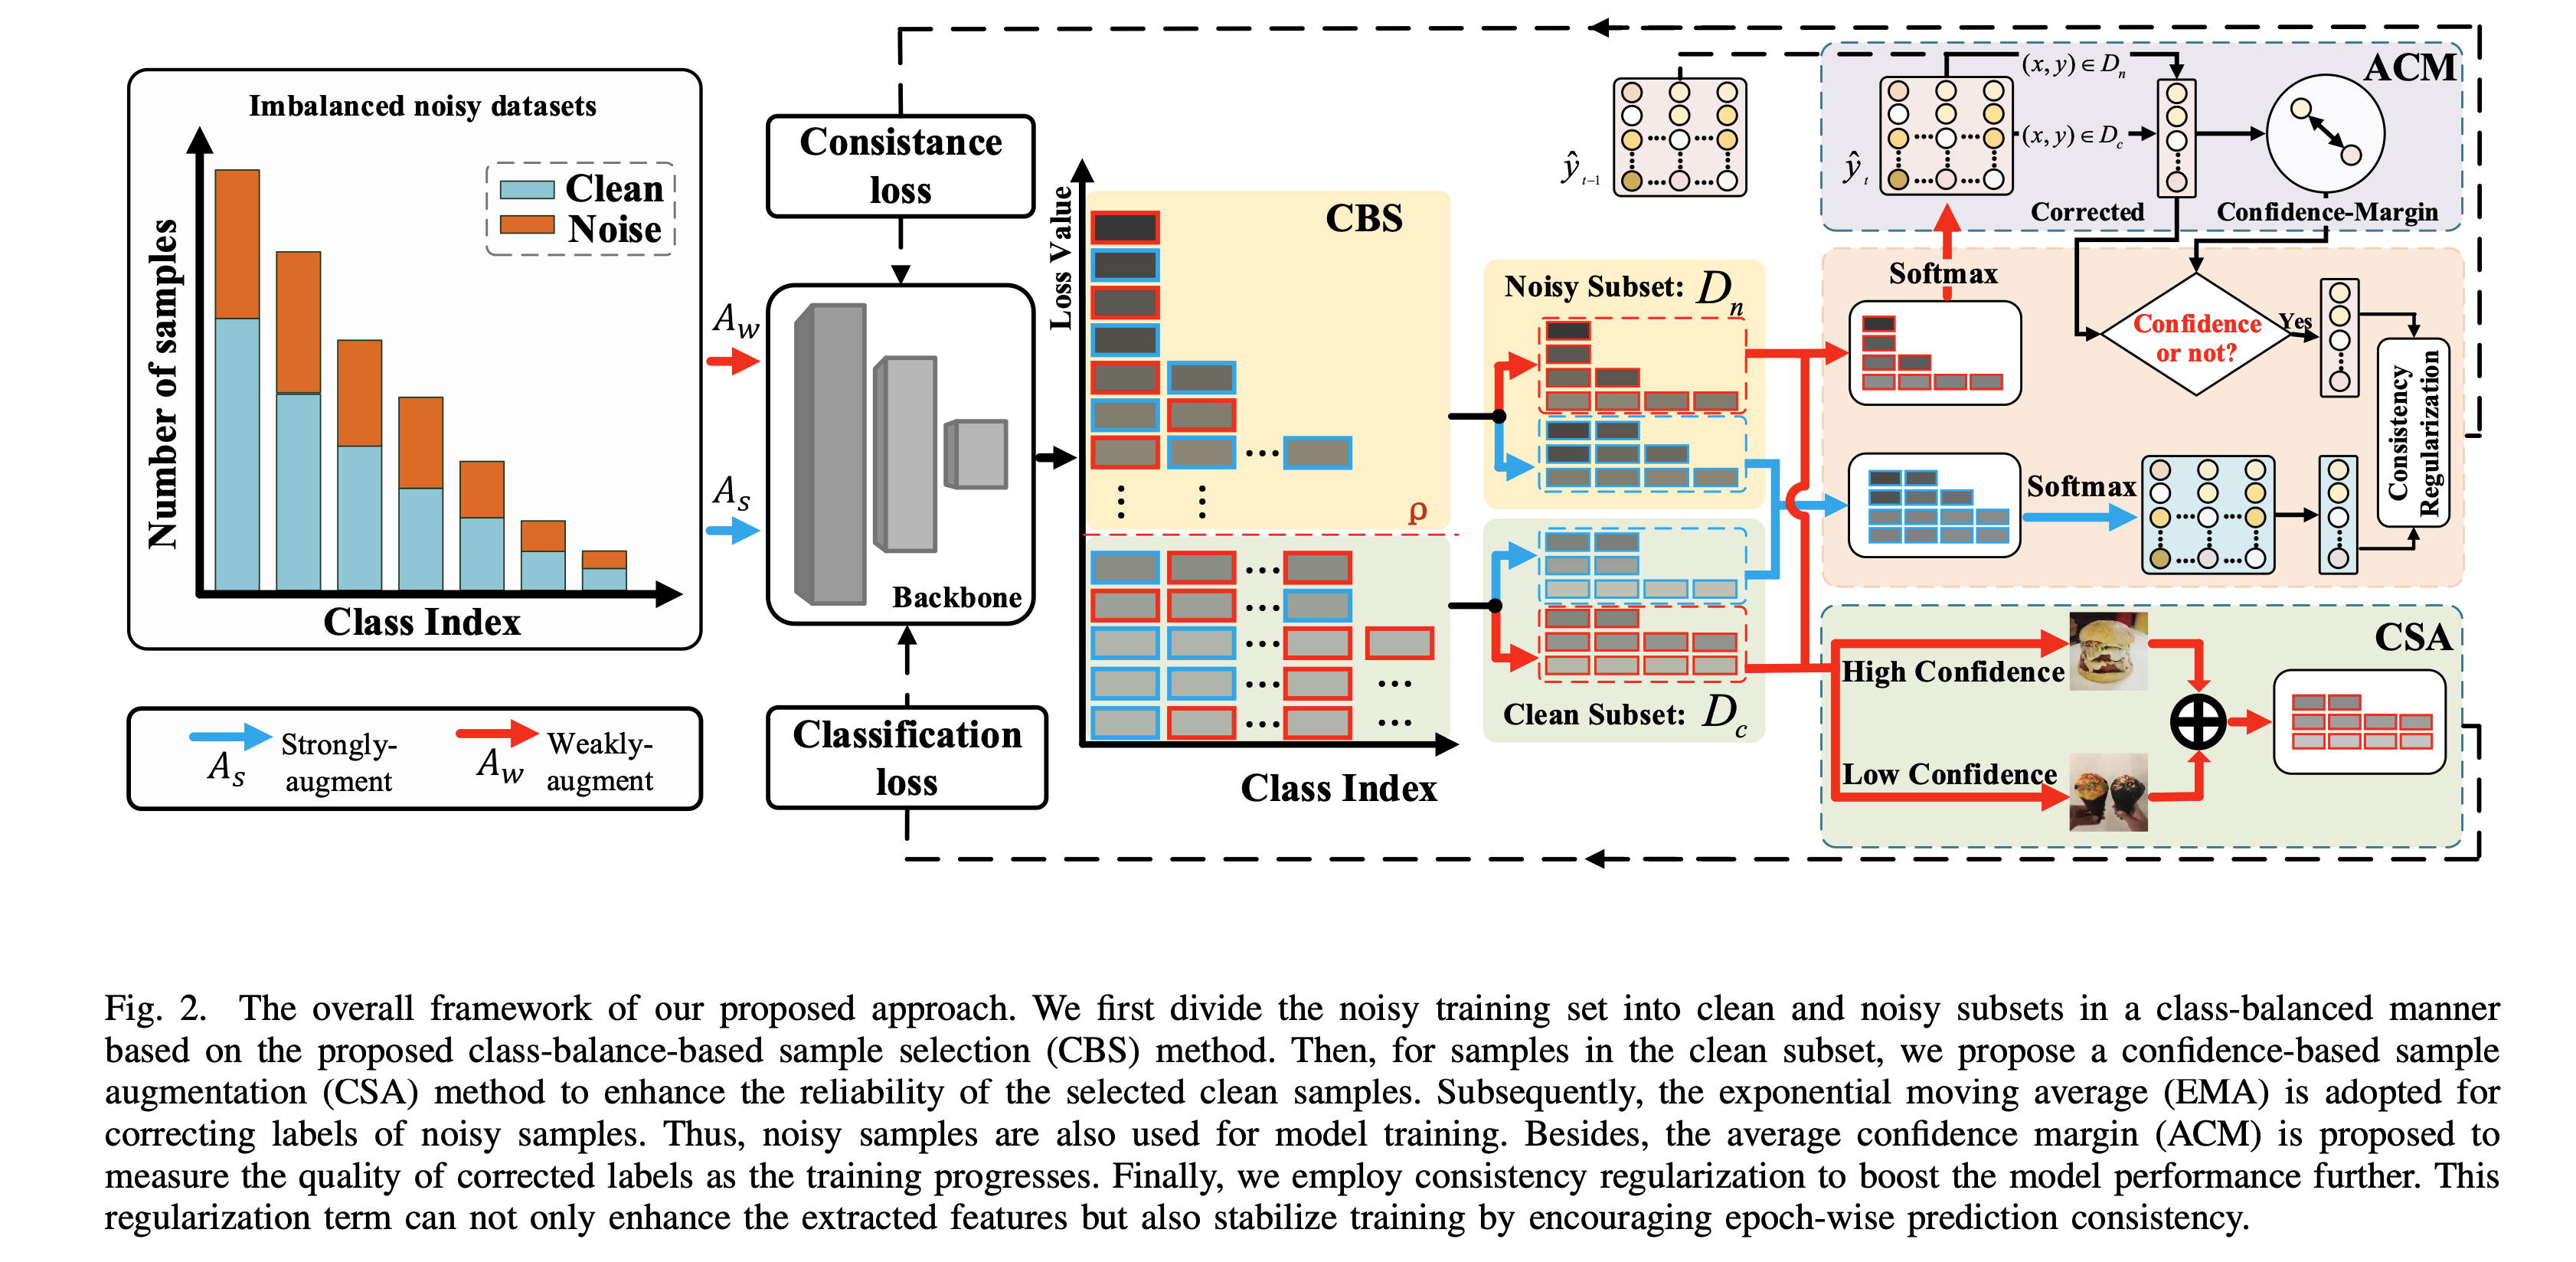 Imbalanced noisy datasets
Clean
Noise
Number of samples
Class Index
A_s
Strongly-
augment
A_w
Weakly-
augment
A_w
A_s
Consistance
loss
Backbone
Classification
loss
Loss Value
CBS
ρ
Class Index
Noisy Subset: D_n
Clean Subset: D_c
ŷ_{t−1}
ŷ_t
(x, y) ∈ D_n
(x, y) ∈ D_c
ACM
Corrected
Confidence-Margin
Softmax
Confidence
or not?
Yes
Softmax
Consistency
Regularization
High Confidence
Low Confidence
CSA
Fig. 2. The overall framework of our proposed approach. We first divide the noisy training set into clean and noisy subsets in a class-balanced manner
based on the proposed class-balance-based sample selection (CBS) method. Then, for samples in the clean subset, we propose a confidence-based sample
augmentation (CSA) method to enhance the reliability of the selected clean samples. Subsequently, the exponential moving average (EMA) is adopted for
correcting labels of noisy samples. Thus, noisy samples are also used for model training. Besides, the average confidence margin (ACM) is proposed to
measure the quality of corrected labels as the training progresses. Finally, we employ consistency regularization to boost the model performance further. This
regularization term can not only enhance the extracted features but also stabilize training by encouraging epoch-wise prediction consistency.